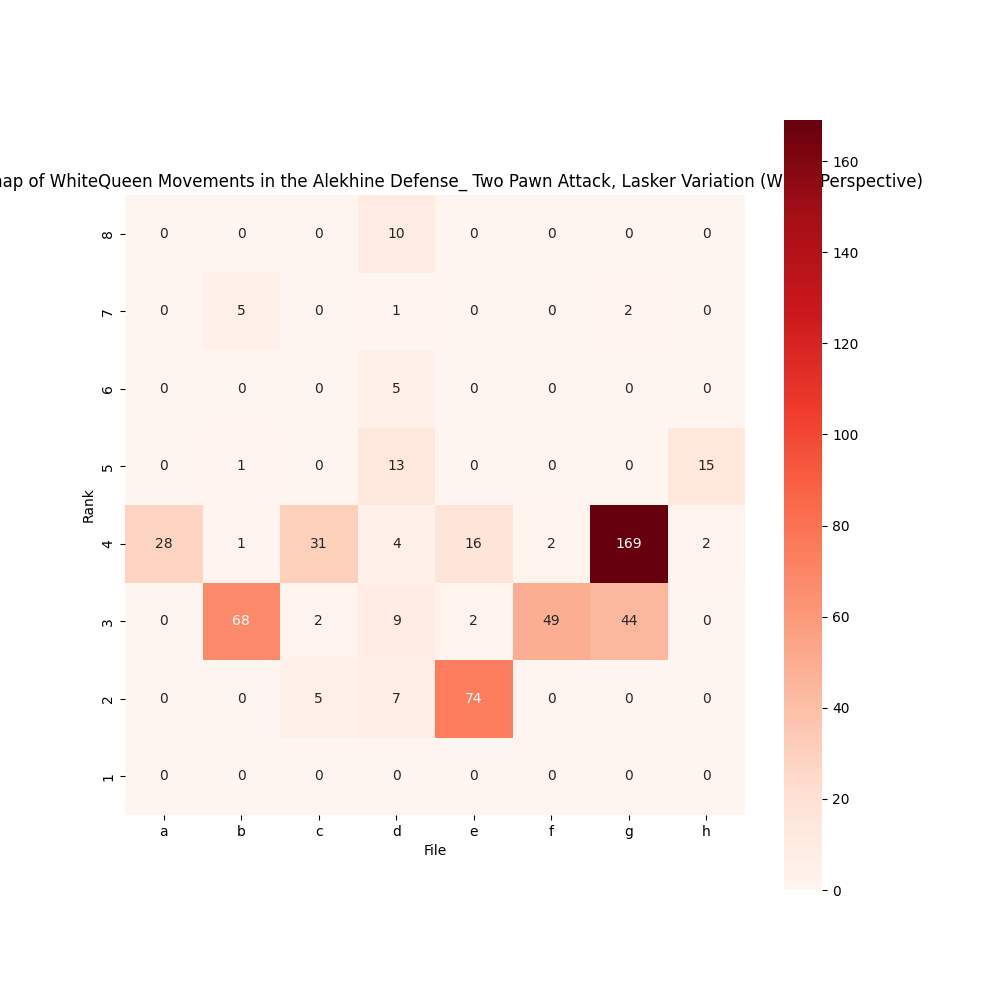 of WhiteQueen Movements in the Alekhine Defense_ Two Pawn Attack, Lasker Variation Perspective)
160
140
120
100
80
60
40
20
0
Rank
8 0 0 0 10 0 0 0 0
7 0 5 0 1 0 0 2 0
6 0 0 0 5 0 0 0 0
5 0 1 0 13 0 0 0 15
4 28 1 31 4 16 2 169 2
3 0 68 2 9 2 49 44 0
2 0 0 5 7 74 0 0 0
1 0 0 0 0 0 0 0 0
a b c d e f g h
File